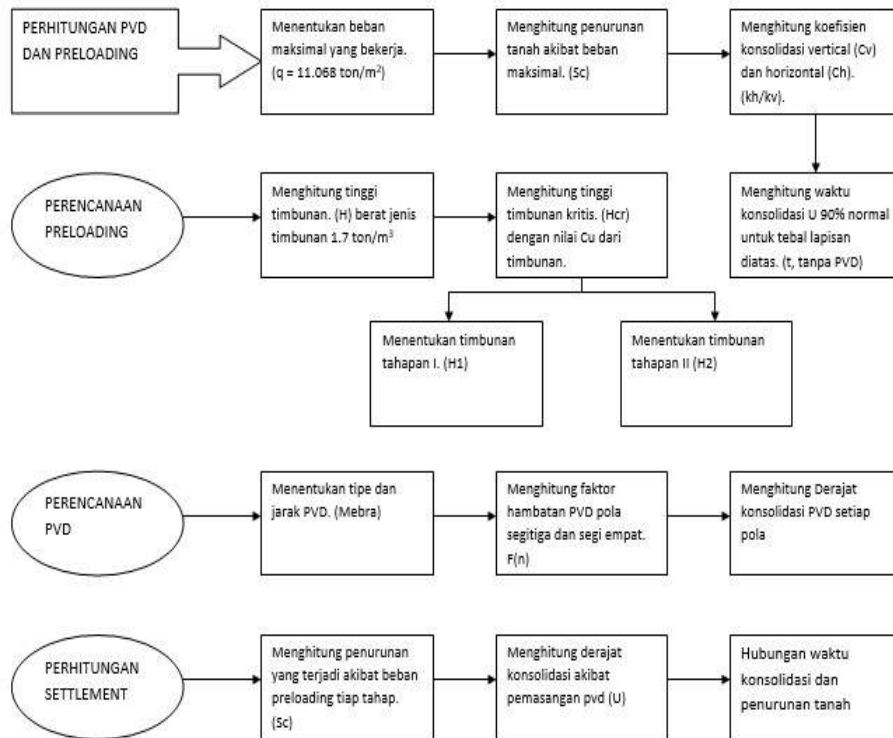 PERHITUNGAN PVD
DAN PRELOADING
Menentukan beban
maksimal yang bekerja.
(q = 11.068 ton/m²)
Menghitung penurunan
tanah akibat beban
maksimal. (Sc)
Menghitung koefisien
konsolidasi vertical (Cv)
dan horizontal (Ch).
(kh/kv).
PERENCANAAN
PRELOADING
Menghitung tinggi
timbunan. (H) berat jenis
timbunan 1.7 ton/m³
Menghitung tinggi
timbunan kritis. (Hcr)
dengan nilai Cu dari
timbunan.
Menghitung waktu
konsolidasi U 90% normal
untuk tebal lapisan
diatas. (t, tanpa PVD)
Menentukan timbunan
tahapan I. (H1)
Menentukan timbunan
tahapan II (H2)
PERENCANAAN
PVD
Menentukan tipe dan
jarak PVD. (Mebra)
Menghitung faktor
hambatan PVD pola
segitiga dan segi empat.
F(n)
Menghitung Derajat
konsolidasi PVD setiap
pola
PERHITUNGAN
SETTLEMENT
Menghitung penurunan
yang terjadi akibat beban
preloading tiap tahap.
(Sc)
Menghitung derajat
konsolidasi akibat
pemasangan pvd (U)
Hubungan waktu
konsolidasi dan
penurunan tanah